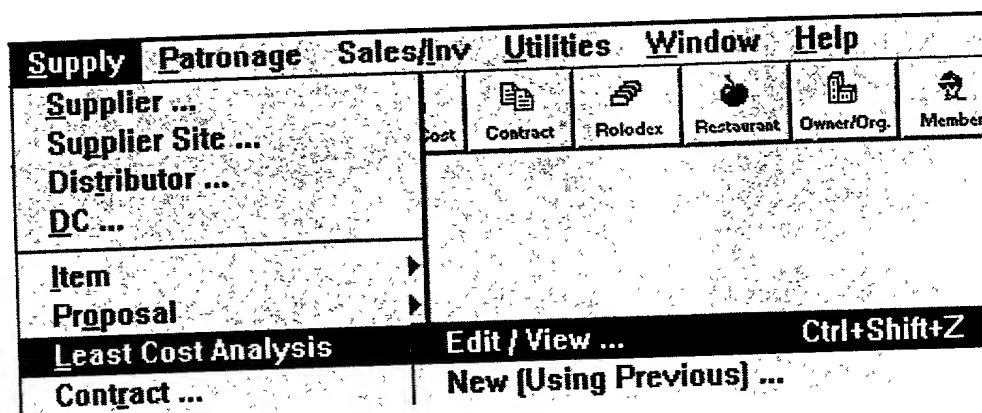 Supply Patronage Sales/Inv Utilities Window Help
Supplier ...
Supplier Site ...
Distributor ...
DC ...
Item
Proposal
Least Cost Analysis
Contract ...
Cost Contract Rolodex Restaurant Owner/Org. Member
Edit / View ... Ctrl+Shift+Z
New (Using Previous) ...